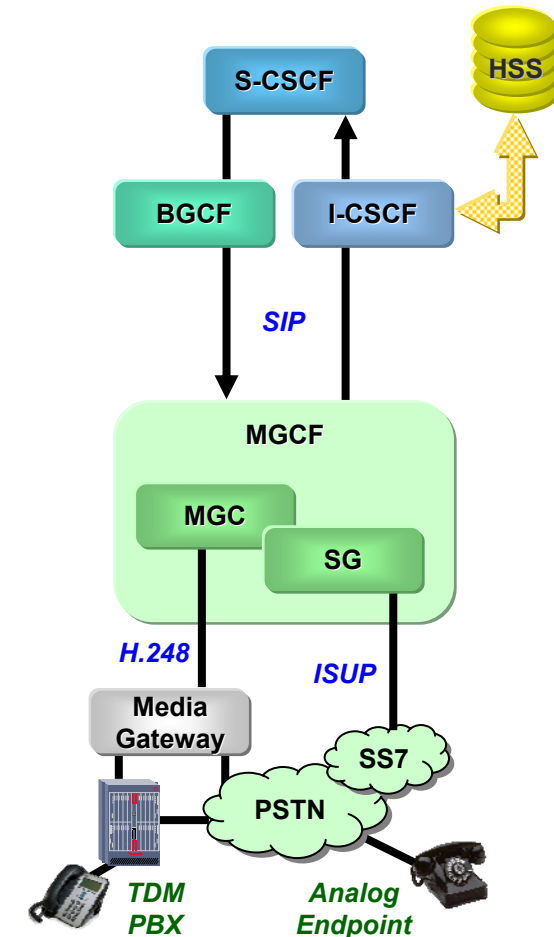 S-CSCF
HSS
BGCF
I-CSCF
SIP
MGCF
MGC
SG
H.248
ISUP
Media
Gateway
SS7
PSTN
TDM
PBX
Analog
Endpoint